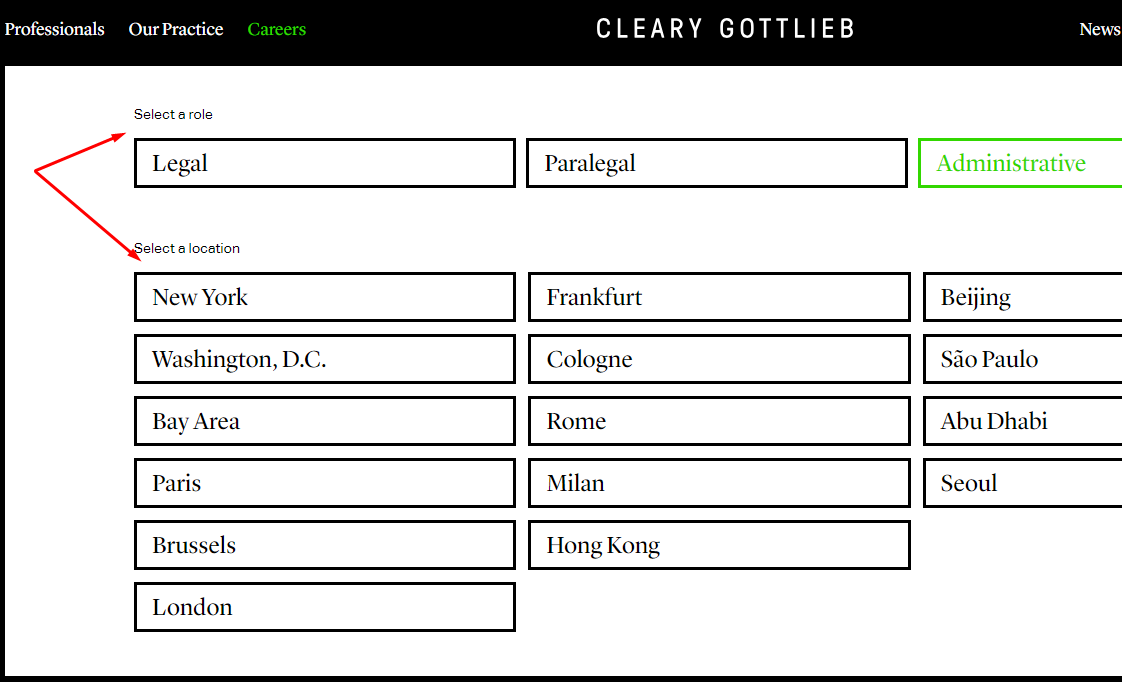 Professionals Our Practice Careers CLEARY GOTTLIEB News
Select a role
Legal Paralegal Administrative
Select a location
New York Frankfurt Beijing
Washington, D.C. Cologne São Paulo
Bay Area Rome Abu Dhabi
Paris Milan Seoul
Brussels Hong Kong
London